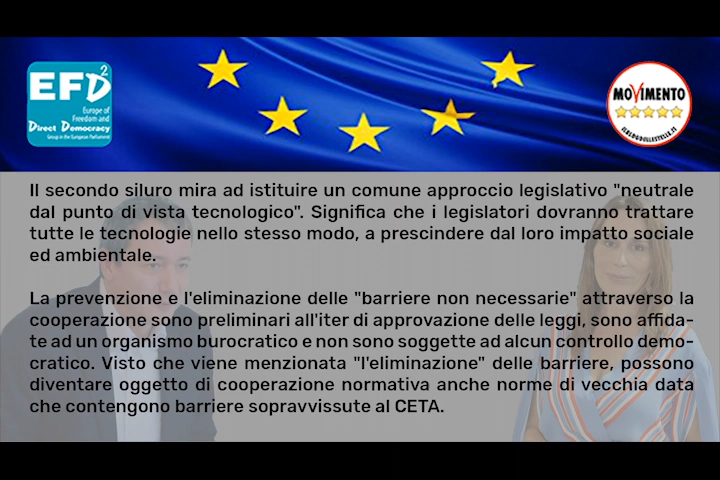 EFD²
Europe of
Freedom and
Direct Democracy
Group in the European Parliament
MOVIMENTO
ILBLOGDELLESTELLE.IT
Il secondo siluro mira ad istituire un comune approccio legislativo "neutrale
dal punto di vista tecnologico". Significa che i legislatori dovranno trattare
tutte le tecnologie nello stesso modo, a prescindere dal loro impatto sociale
ed ambientale.
La prevenzione e l'eliminazione delle "barriere non necessarie" attraverso la
cooperazione sono preliminari all'iter di approvazione delle leggi, sono affida-
te ad un organismo burocratico e non sono soggette ad alcun controllo demo-
cratico. Visto che viene menzionata "l'eliminazione" delle barriere, possono
diventare oggetto di cooperazione normativa anche norme di vecchia data
che contengono barriere sopravvissute al CETA.